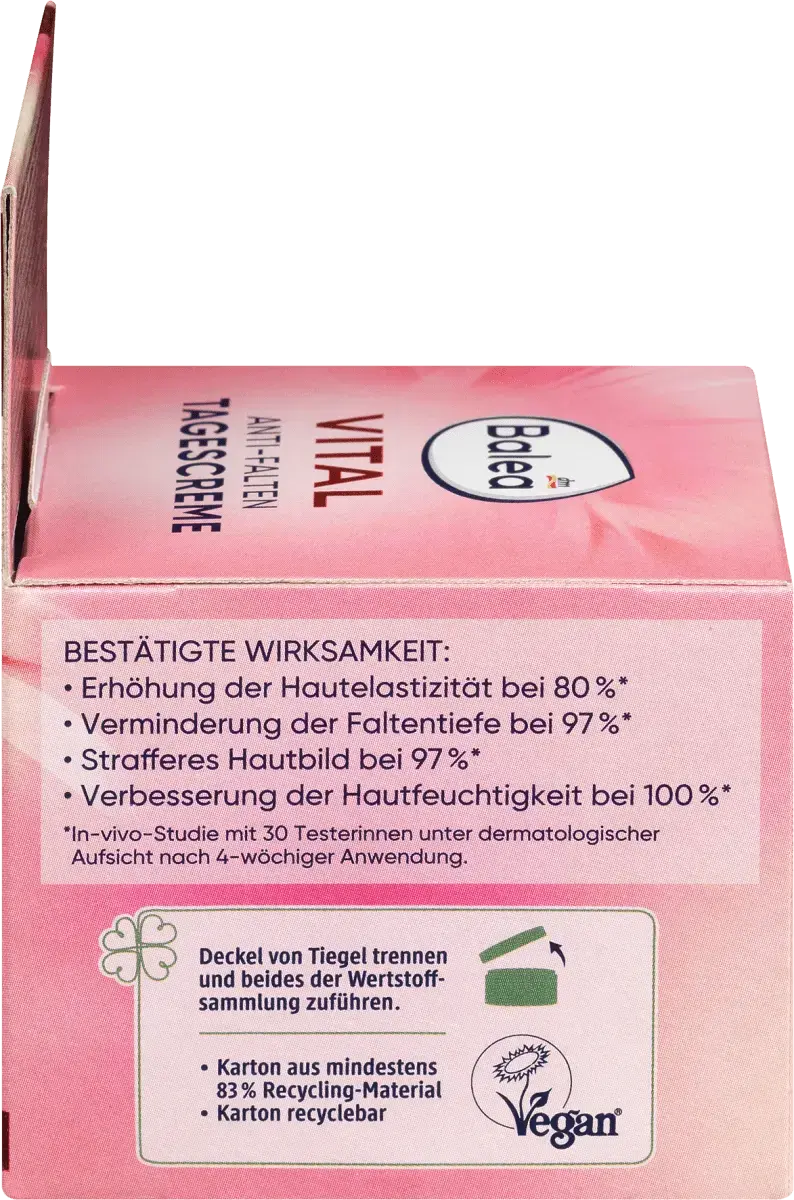 Balea
dm
VITAL
ANTI-FALTEN
TAGESCREME
BESTÄTIGTE WIRKSAMKEIT:
• Erhöhung der Hautelastizität bei 80 %*
• Verminderung der Faltentiefe bei 97 %*
• Strafferes Hautbild bei 97 %*
• Verbesserung der Hautfeuchtigkeit bei 100 %*
*In-vivo-Studie mit 30 Testerinnen unter dermatologischer
Aufsicht nach 4-wöchiger Anwendung.
Deckel von Tiegel trennen
und beides der Wertstoff-
sammlung zuführen.
• Karton aus mindestens
83 % Recycling-Material
• Karton recyclebar
Vegan®